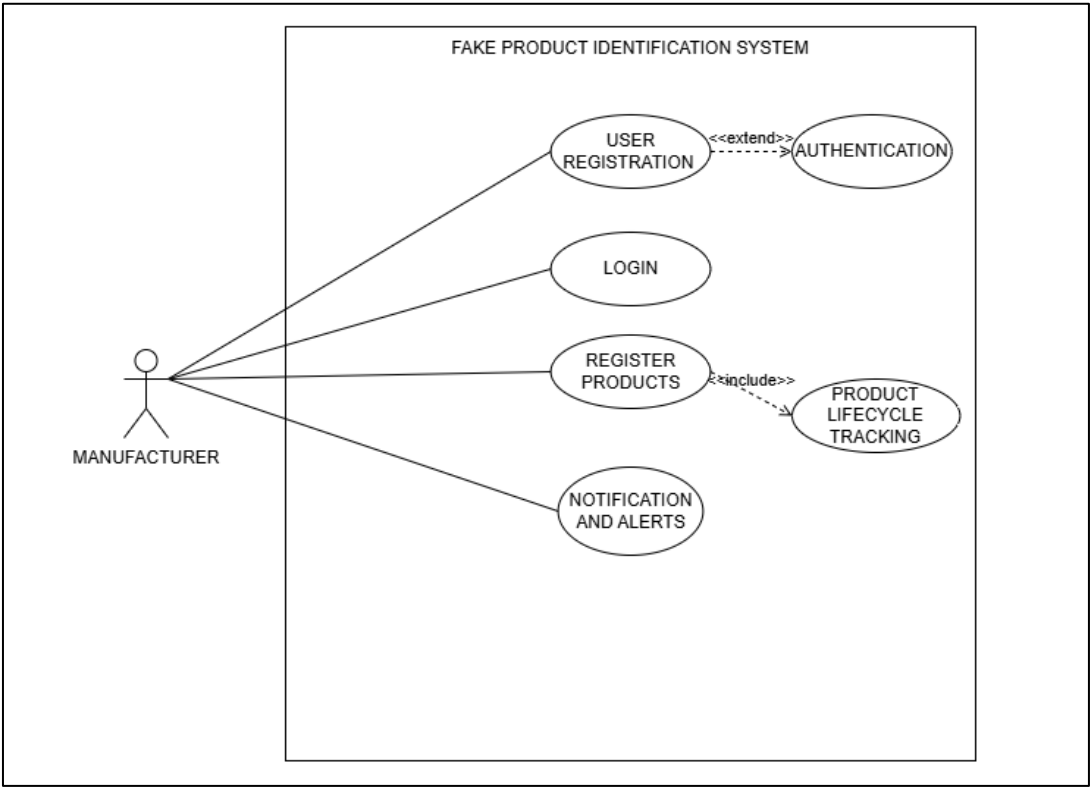 FAKE PRODUCT IDENTIFICATION SYSTEM
USER
REGISTRATION
<<extend>>
AUTHENTICATION
LOGIN
REGISTER
PRODUCTS
<<include>>
PRODUCT
LIFECYCLE
TRACKING
MANUFACTURER
NOTIFICATION
AND ALERTS